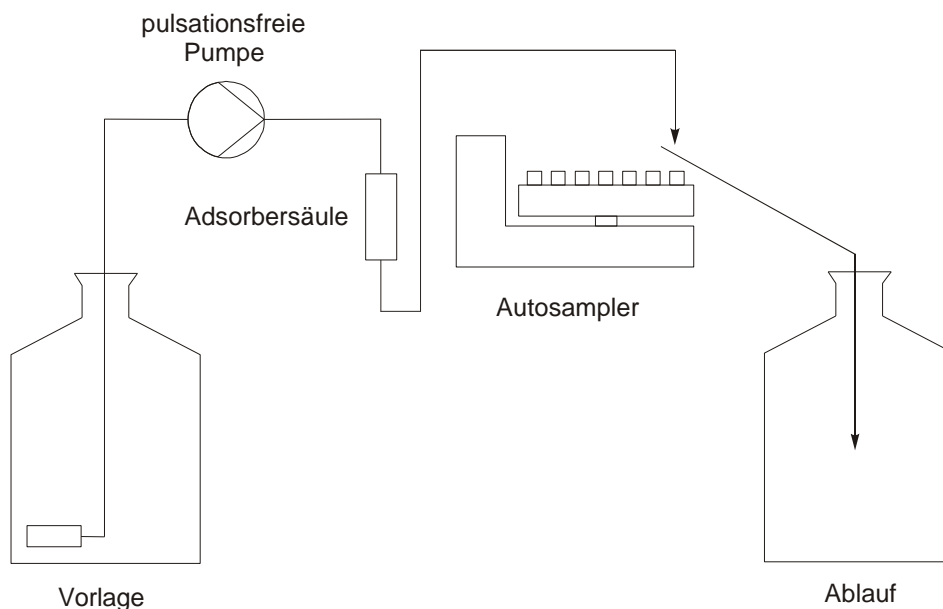 pulsationsfreie
Pumpe
Adsorbersäule
Autosampler
Vorlage
Ablauf